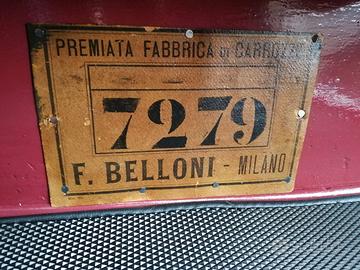 PREMIATA FABBRICA DI CARROZZE
7279
F. BELLONI - MILANO